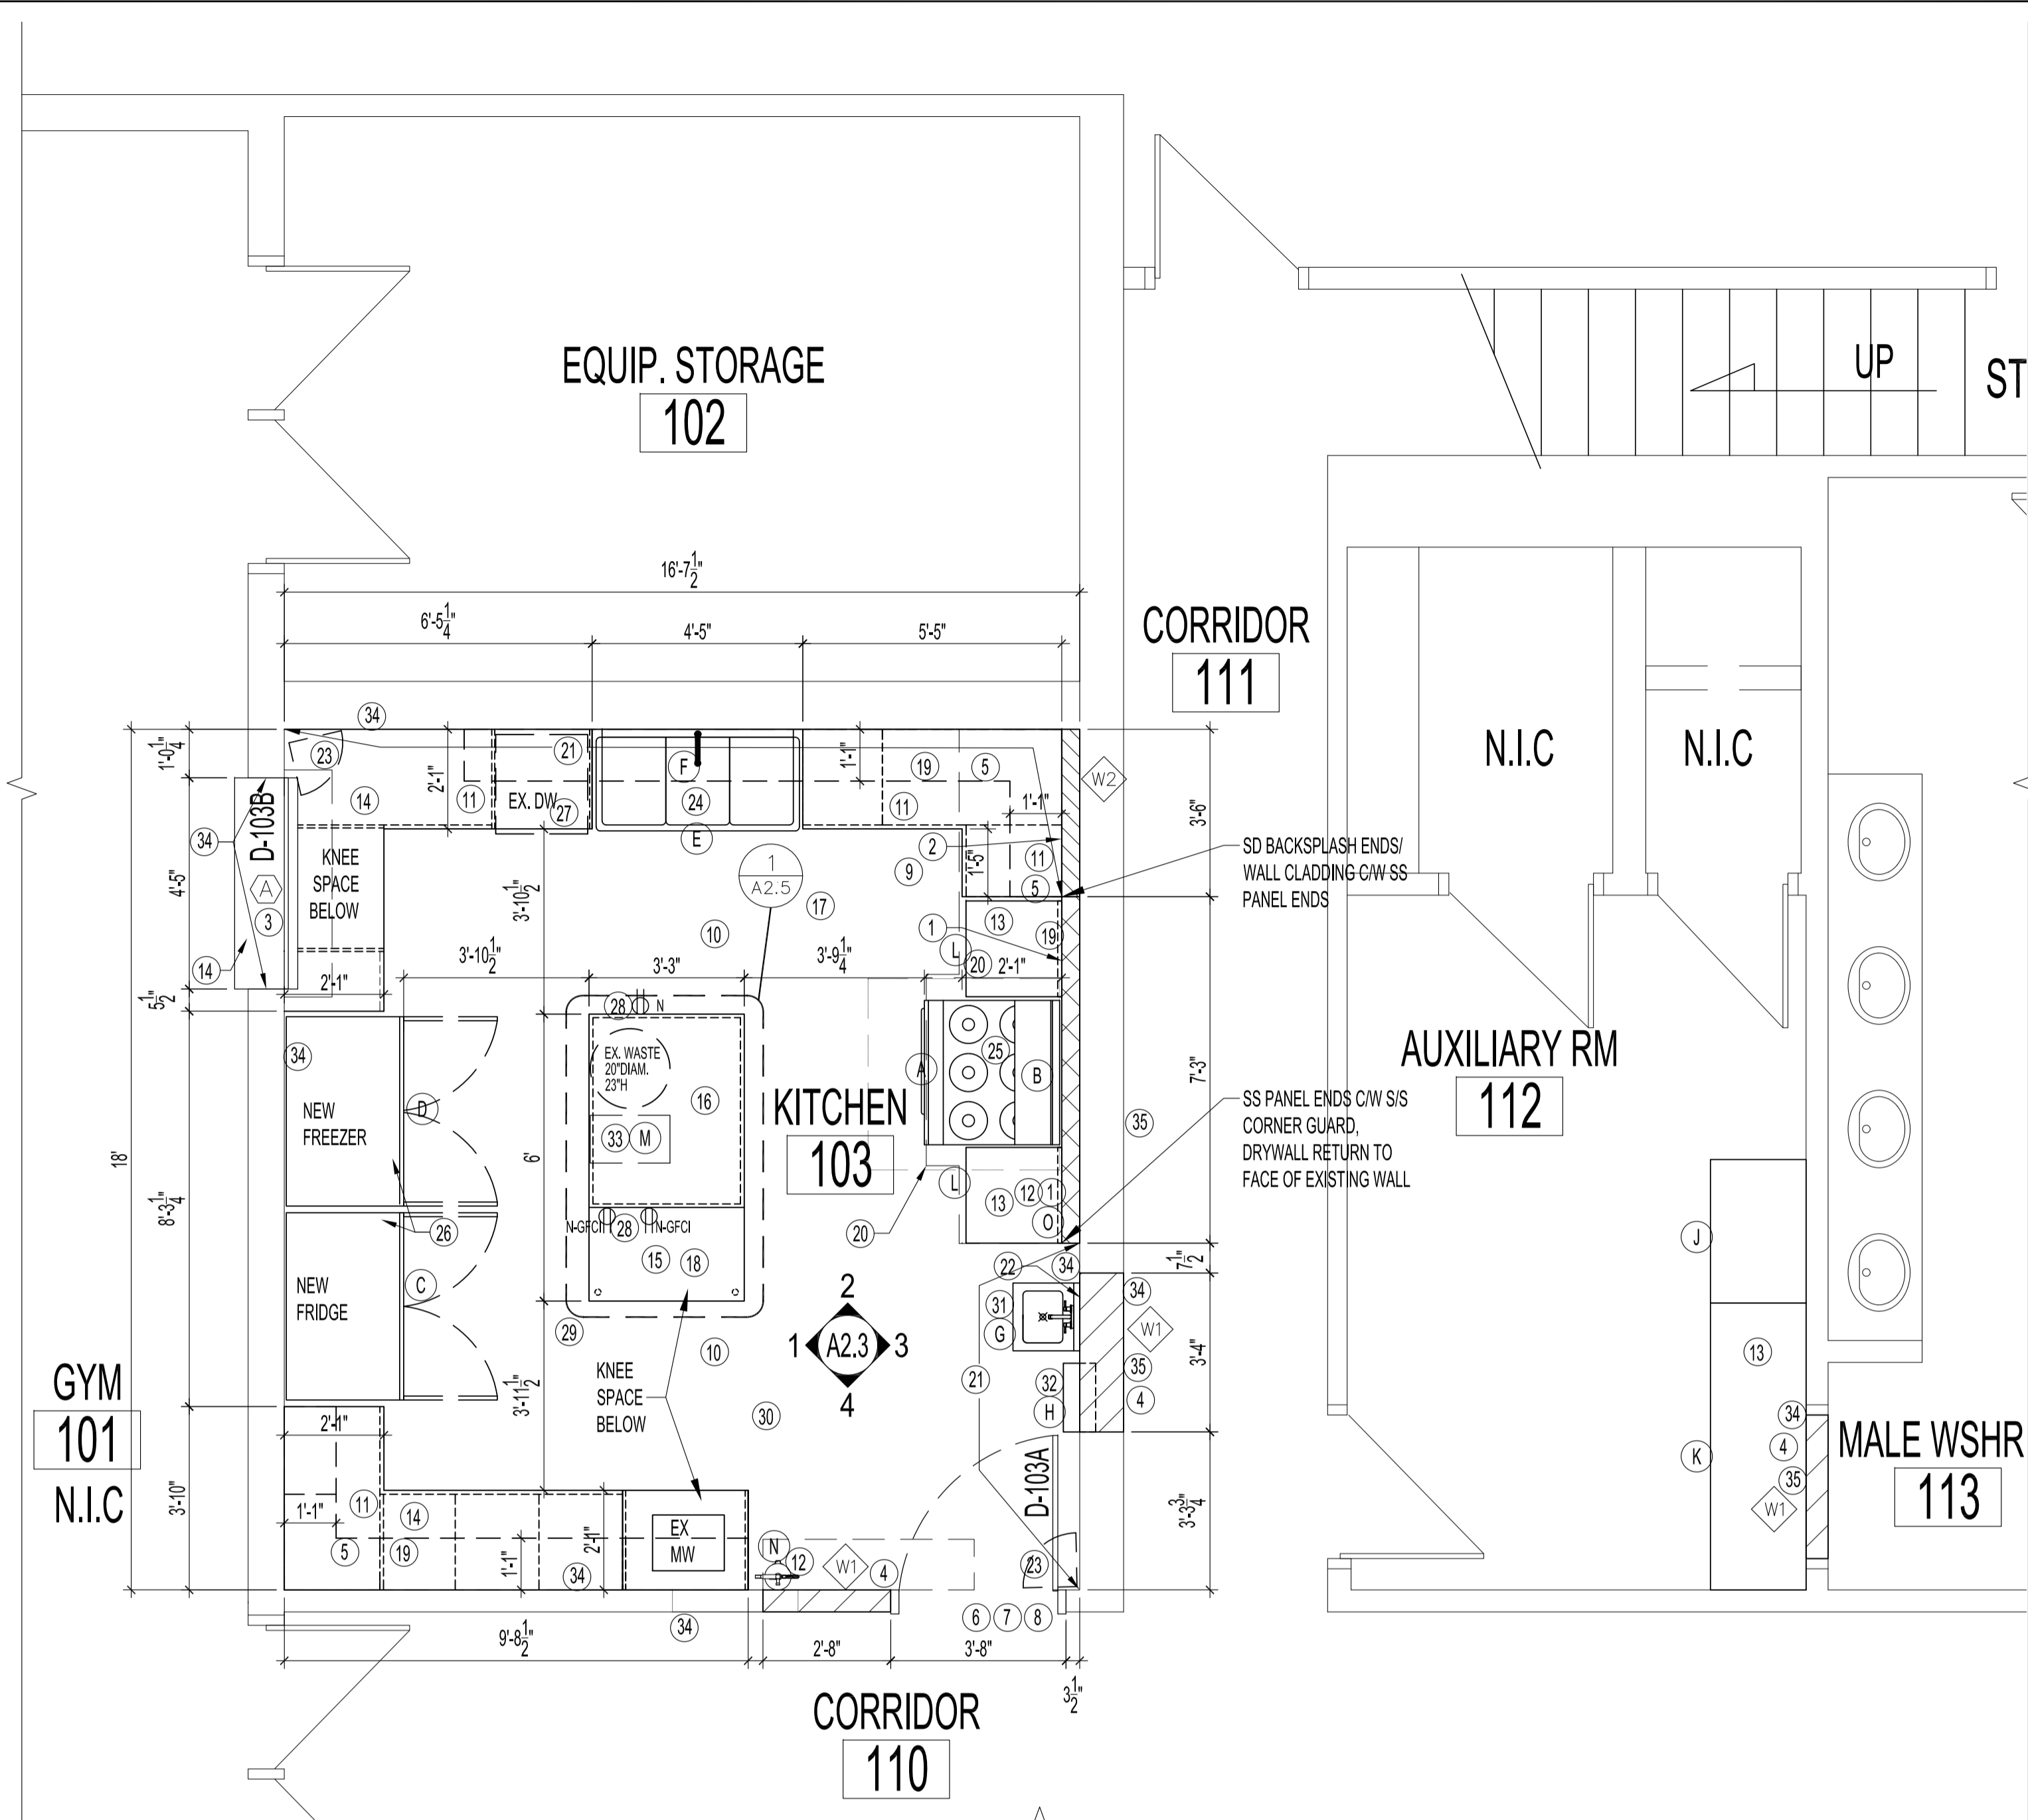 EQUIP. STORAGE
102
UP
ST
16'-7 1/2"
6'-5 1/4"
4'-5"
5'-5"
CORRIDOR
111
N.I.C
N.I.C
34
1'-0 1/4"
23
21
F
19
5
1'-1"
W2
14
2'-1"
11
EX. DW
27
24
11
1'-1"
3'-6"
D-103B
34
E
2
1'-5"
11
5
SD BACKSPLASH ENDS/
WALL CLADDING C/W SS
PANEL ENDS
4'-5"
A
3
KNEE
SPACE
BELOW
1
A2.5
9
3'-10 1/2"
17
10
1
13
19
L
20
14
2'-1"
3'-10 1/2"
3'-3"
3'-9 1/4"
2'-1"
5 1/2"
28
N
34
EX. WASTE
20"DIAM.
23"H
25
A
B
7'-3"
AUXILIARY RM
112
NEW
FREEZER
D
16
KITCHEN
103
33
M
SS PANEL ENDS C/W S/S
CORNER GUARD,
DRYWALL RETURN TO
FACE OF EXISTING WALL
35
18'
8'-3 1/4"
6'
L
13
12
1
O
26
N-GFCI
28
N-GFCI
20
J
15
18
22
34
7 1/2"
NEW
FRIDGE
C
2
1
A2.3
3
4
31
G
34
W1
29
10
KNEE
SPACE
BELOW
21
32
H
35
4
3'-4"
13
GYM
101
N.I.C
3'-11 1/2"
30
2'-1"
34
4
35
W1
K
MALE WSHR
113
3'-10"
1'-1"
11
14
5
19
1'-1"
34
2'-1"
EX
MW
N
12
W1
4
D-103A
23
3'-3 3/4"
34
6
7
8
9'-8 1/2"
2'-8"
3'-8"
3 1/2"
CORRIDOR
110